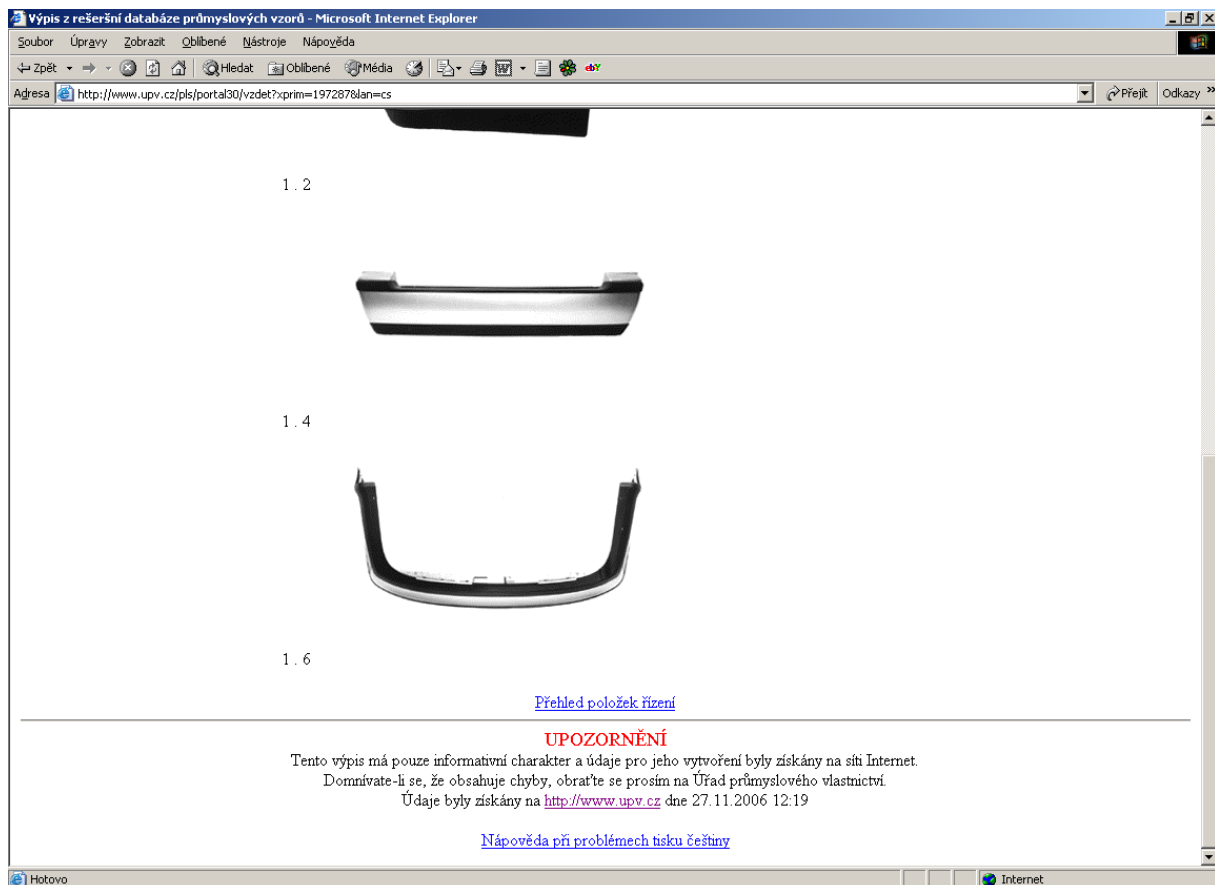 Výpis z rešeršní databáze průmyslových vzorů - Microsoft Internet Explorer
Soubor Úpravy Zobrazit Oblíbené Nástroje Nápověda
Zpět Hledat Oblíbené Média
Adresa http://www.upv.cz/pls/portal30/vzdet?xprim=197287&lan=cs Přejít Odkazy »
1 . 2
1 . 4
1 . 6
Přehled položek řízení
UPOZORNĚNÍ
Tento výpis má pouze informativní charakter a údaje pro jeho vytvoření byly získány na síti Internet.
Domnívate-li se, že obsahuje chyby, obraťte se prosím na Úřad průmyslového vlastnictví.
Údaje byly získány na http://www.upv.cz dne 27.11.2006 12:19
Nápověda při problémech tisku češtiny
Hotovo Internet